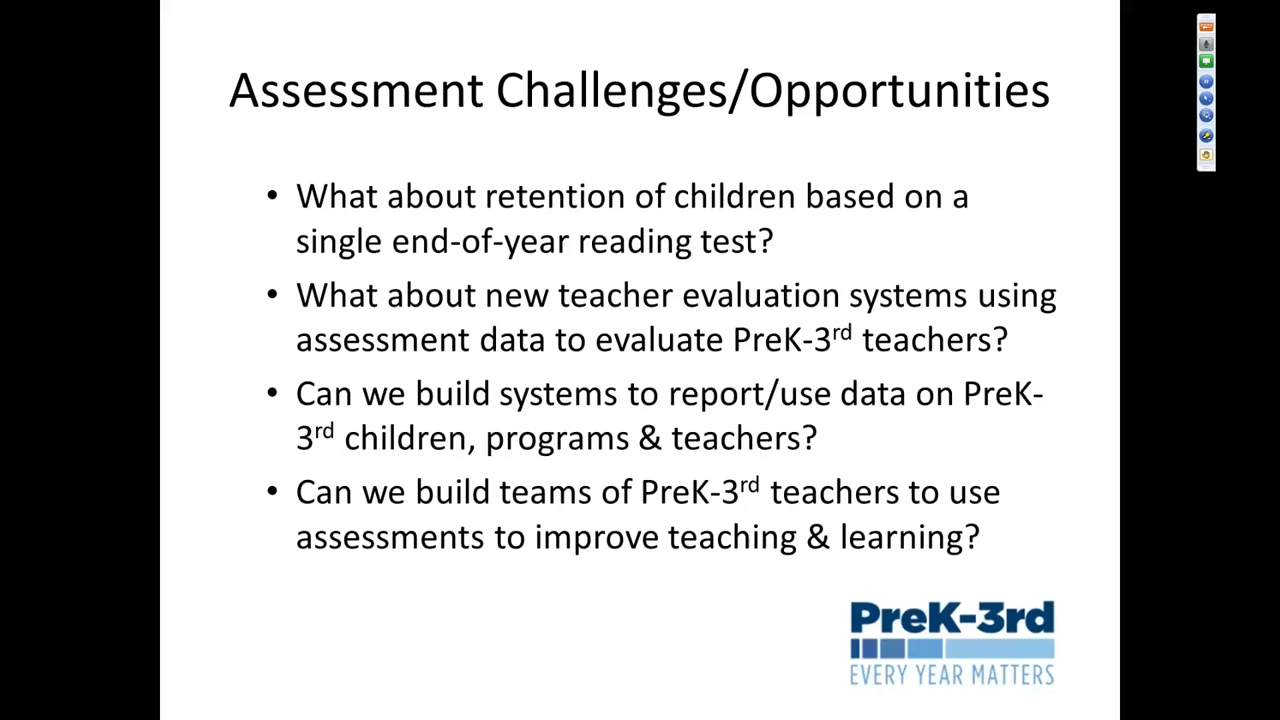 Assessment Challenges/Opportunities
• What about retention of children based on a
single end-of-year reading test?
• What about new teacher evaluation systems using
assessment data to evaluate PreK-3rd teachers?
• Can we build systems to report/use data on PreK-
3rd children, programs & teachers?
• Can we build teams of PreK-3rd teachers to use
assessments to improve teaching & learning?
PreK-3rd
EVERY YEAR MATTERS